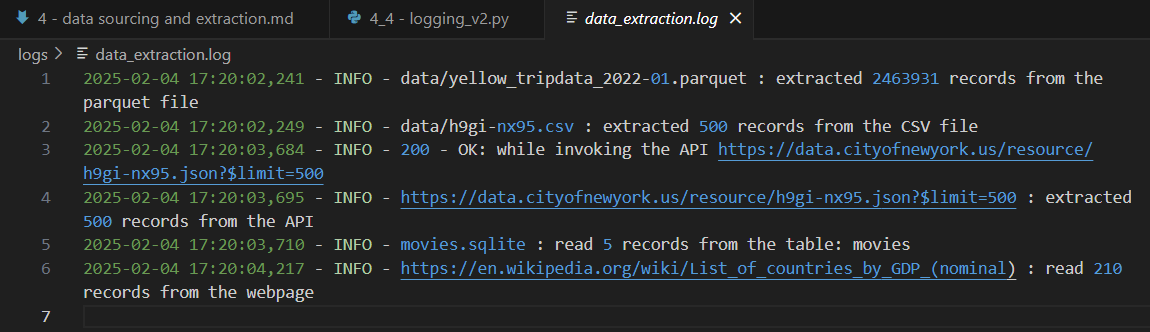 4 - data sourcing and extraction.md 4_4 - logging_v2.py data_extraction.log
logs > data_extraction.log
1 2025-02-04 17:20:02,241 - INFO - data/yellow_tripdata_2022-01.parquet : extracted 2463931 records from the
parquet file
2 2025-02-04 17:20:02,249 - INFO - data/h9gi-nx95.csv : extracted 500 records from the CSV file
3 2025-02-04 17:20:03,684 - INFO - 200 - OK: while invoking the API https://data.cityofnewyork.us/resource/
h9gi-nx95.json?$limit=500
4 2025-02-04 17:20:03,695 - INFO - https://data.cityofnewyork.us/resource/h9gi-nx95.json?$limit=500 : extracted
500 records from the API
5 2025-02-04 17:20:03,710 - INFO - movies.sqlite : read 5 records from the table: movies
6 2025-02-04 17:20:04,217 - INFO - https://en.wikipedia.org/wiki/List_of_countries_by_GDP_(nominal) : read 210
records from the webpage
7